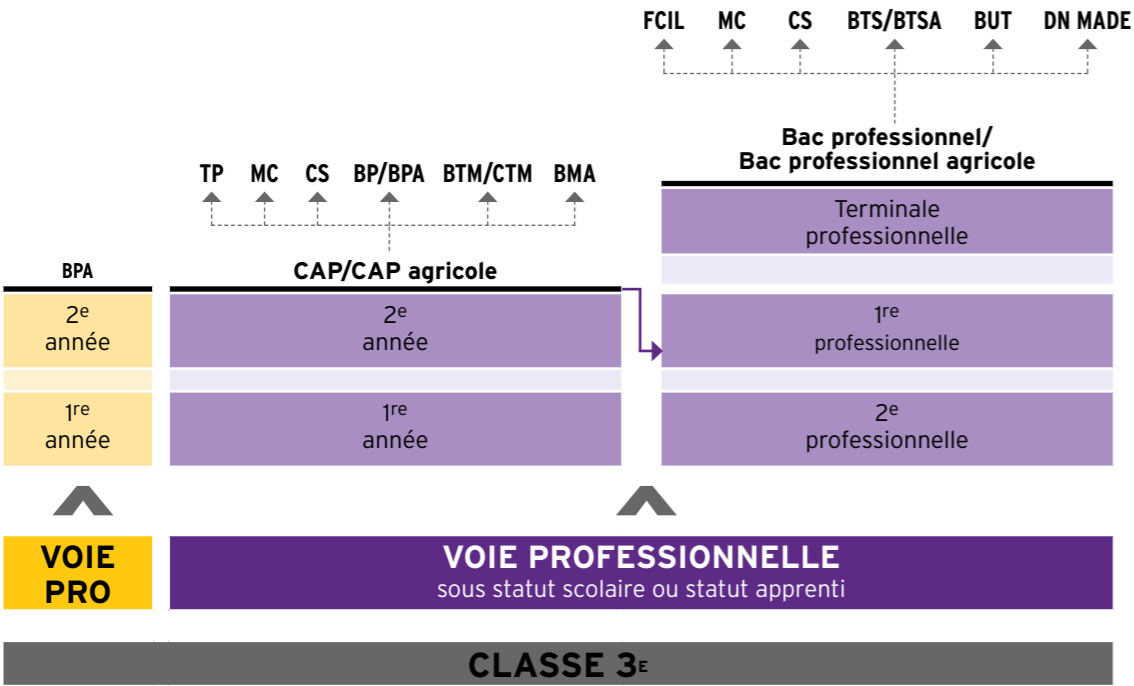 FCIL MC CS BTS/BTSA BUT DN MADE
Bac professionnel/
Bac professionnel agricole
TP MC CS BP/BPA BTM/CTM BMA
Terminale
professionnelle
BPA
CAP/CAP agricole
2e
année
2e
année
1re
professionnelle
1re
année
1re
année
2e
professionnelle
VOIE
PRO
VOIE PROFESSIONNELLE
sous statut scolaire ou statut apprenti
CLASSE 3E